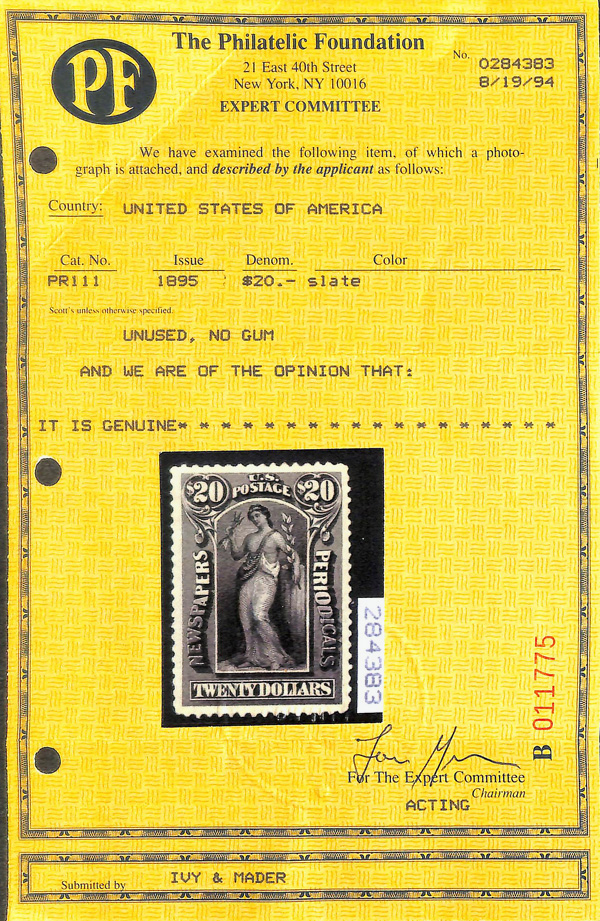 PF
The Philatelic Foundation
21 East 40th Street
New York, NY 10016
EXPERT COMMITTEE
No. 0284383
8/19/94
We have examined the following item, of which a photo-
graph is attached, and described by the applicant as follows:
Country: UNITED STATES OF AMERICA
Cat. No. Issue Denom. Color
PR111 1895 $20.- slate
Scott's unless otherwise specified.
UNUSED, NO GUM
AND WE ARE OF THE OPINION THAT:
IT IS GENUINE* * * * * * * * * * * * * * * * * *
U.S.
$20 POSTAGE $20
NEWSPAPERS
PERIODICALS
TWENTY DOLLARS
284383
B 011775
For The Expert Committee
Chairman
ACTING
Submitted by IVY & MADER